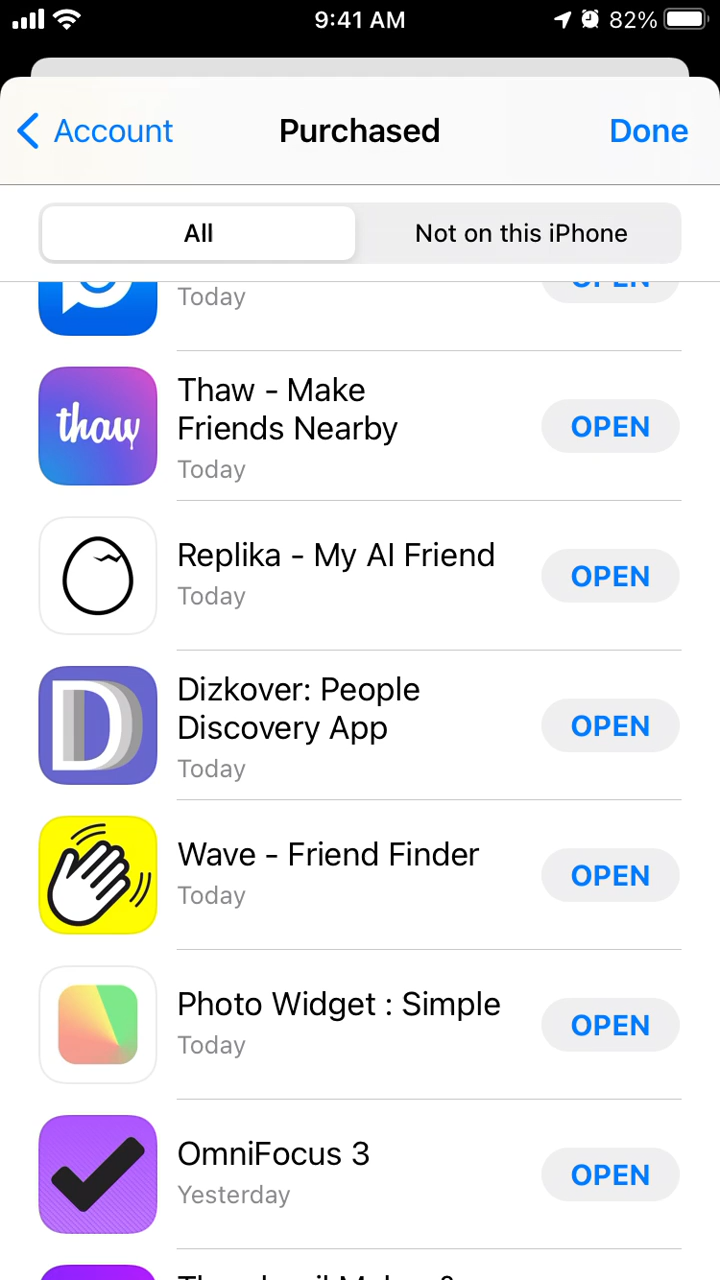 9:41 AM
82%
Account
Purchased
Done
All
Not on this iPhone
OPEN
Today
thaw
Thaw - Make
Friends Nearby
Today
OPEN
Replika - My AI Friend
Today
OPEN
D
Dizkover: People
Discovery App
Today
OPEN
Wave - Friend Finder
Today
OPEN
Photo Widget : Simple
Today
OPEN
OmniFocus 3
Yesterday
OPEN